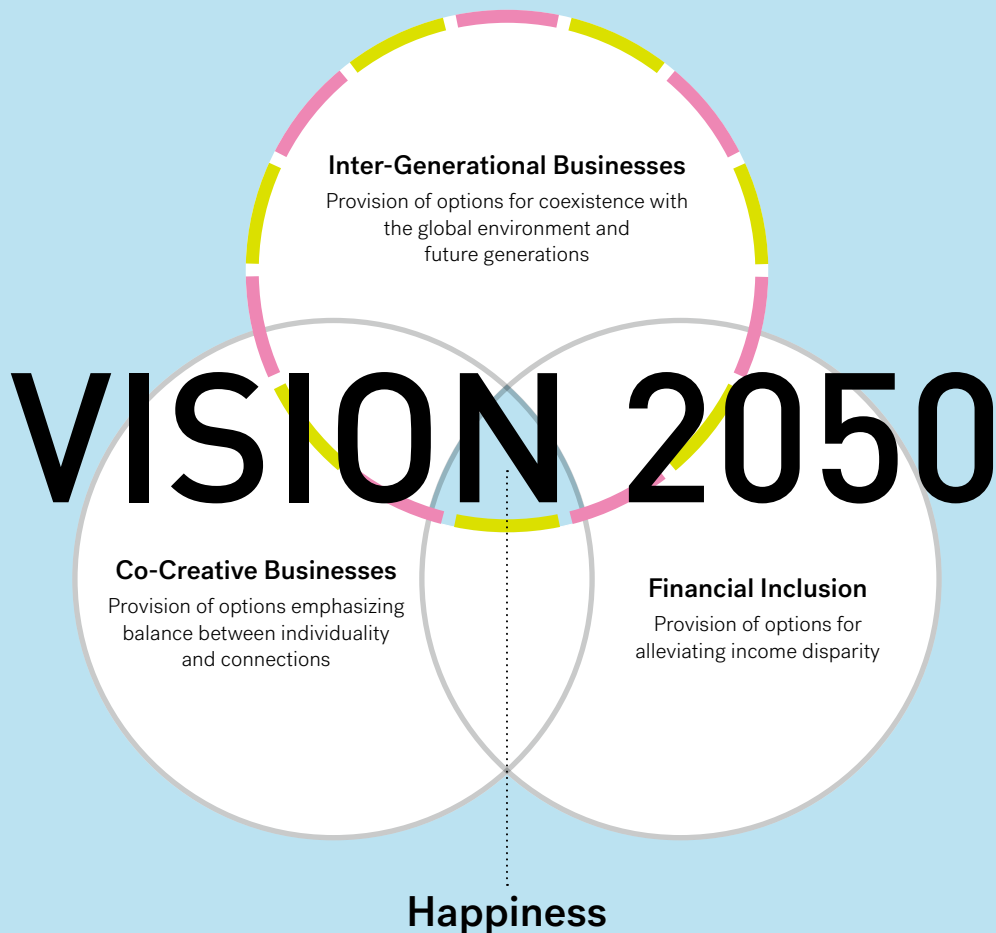 Inter-Generational Businesses
Provision of options for coexistence with
the global environment and
future generations
VISION 2050
Co-Creative Businesses
Provision of options emphasizing
balance between individuality
and connections
Financial Inclusion
Provision of options for
alleviating income disparity
Happiness